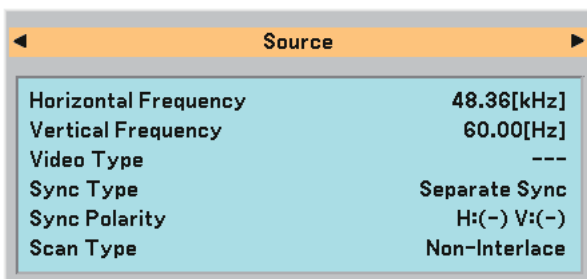 Source
Horizontal Frequency 48.36[kHz]
Vertical Frequency 60.00[Hz]
Video Type ---
Sync Type Separate Sync
Sync Polarity H:(-) V:(-)
Scan Type Non-Interlace